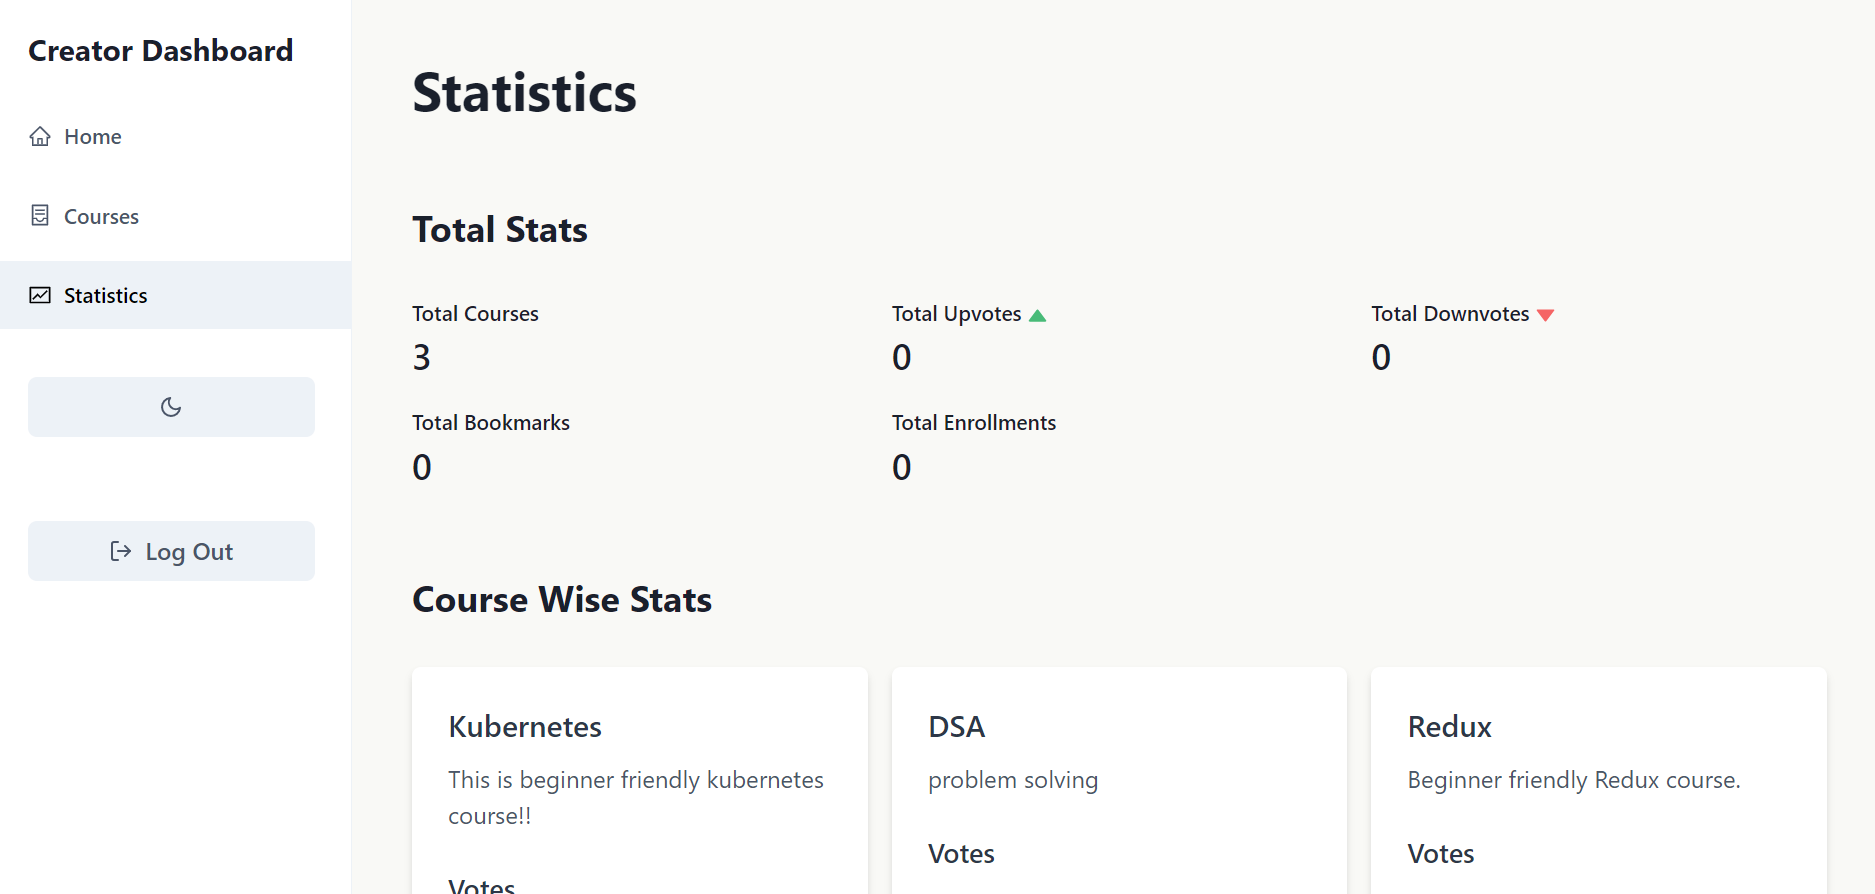 Creator Dashboard
Home
Courses
Statistics
Log Out
Statistics
Total Stats
Total Courses
3
Total Upvotes
0
Total Downvotes
0
Total Bookmarks
0
Total Enrollments
0
Course Wise Stats
Kubernetes
This is beginner friendly kubernetes
course!!
Votes
DSA
problem solving
Votes
Redux
Beginner friendly Redux course.
Votes